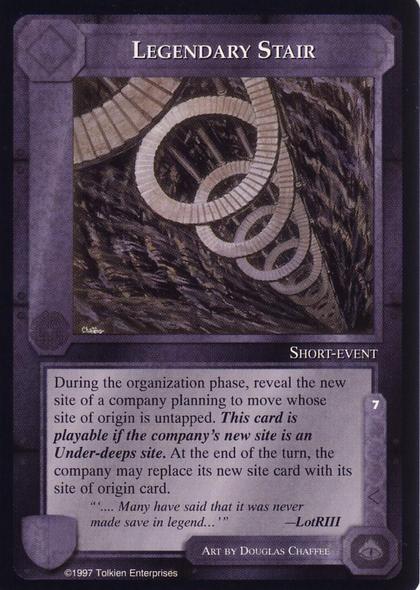 LEGENDARY STAIR
Chaffee
SHORT-EVENT
During the organization phase, reveal the new
site of a company planning to move whose
site of origin is untapped. This card is
playable if the company's new site is an
Under-deeps site. At the end of the turn, the
company may replace its new site card with its
site of origin card.
"'.... Many have said that it was never
made save in legend...'" —LotRIII
7
ART BY DOUGLAS CHAFFEE
©1997 Tolkien Enterprises